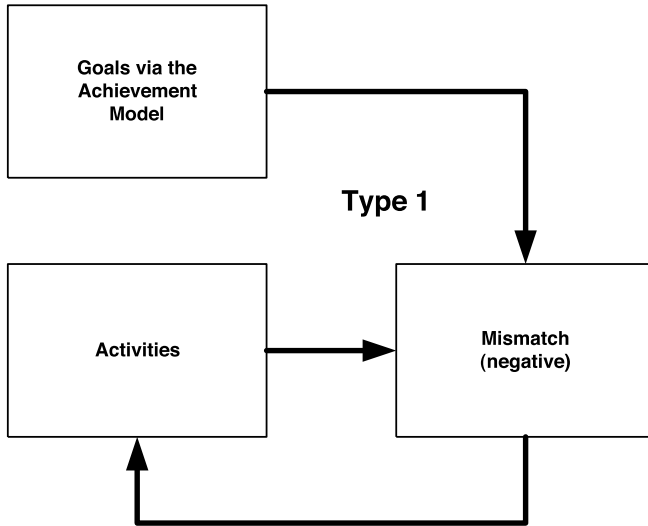 Goals via the
Achievement
Model
Type 1
Activities
Mismatch
(negative)